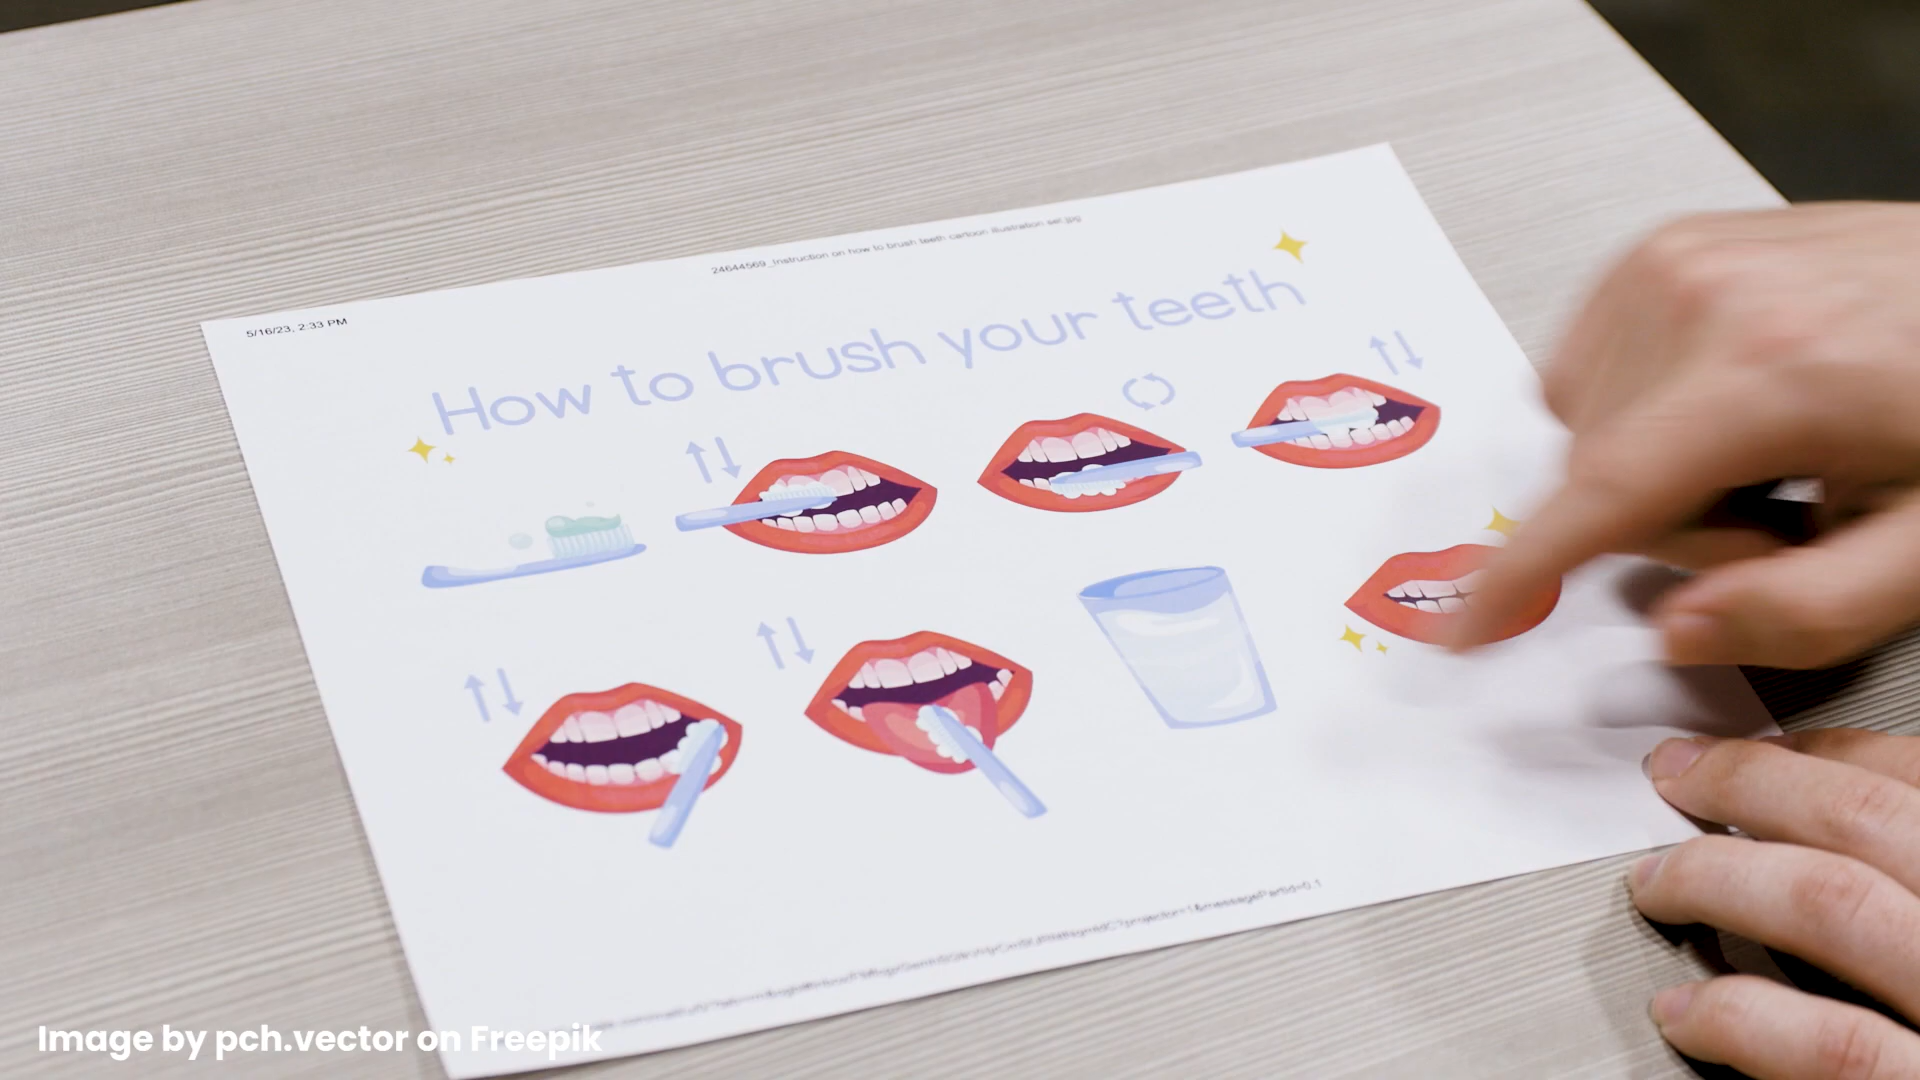 24644569_Instruction on how to brush teeth cartoon illustration set.jpg
5/16/23, 2:33 PM
How to brush your teeth
Image by pch.vector on Freepik